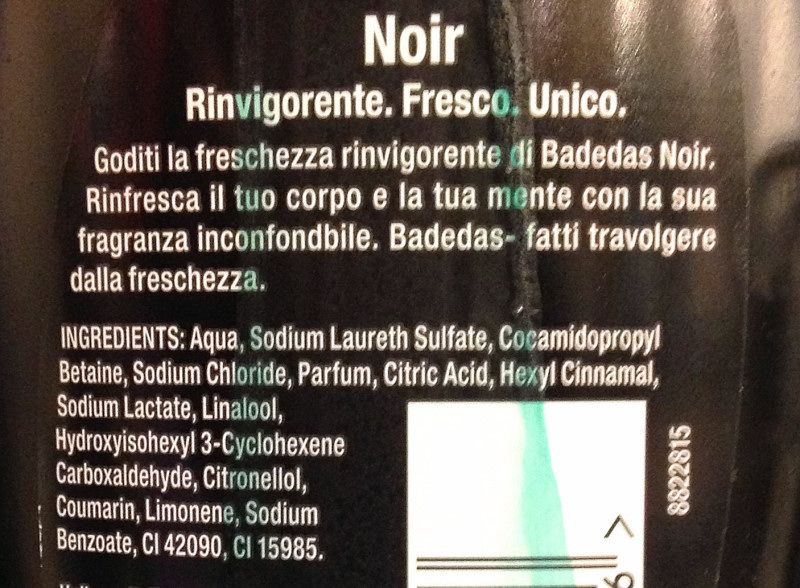 Noir
Rinvigorente. Fresco. Unico.
Goditi la freschezza rinvigorente di Badedas Noir.
Rinfresca il tuo corpo e la tua mente con la sua
fragranza inconfondbile. Badedas- fatti travolgere
dalla freschezza.
INGREDIENTS: Aqua, Sodium Laureth Sulfate, Cocamidopropyl
Betaine, Sodium Chloride, Parfum, Citric Acid, Hexyl Cinnamal,
Sodium Lactate, Linalool,
Hydroxyisohexyl 3-Cyclohexene
Carboxaldehyde, Citronellol,
Coumarin, Limonene, Sodium
Benzoate, CI 42090, CI 15985.
8822815
>
6